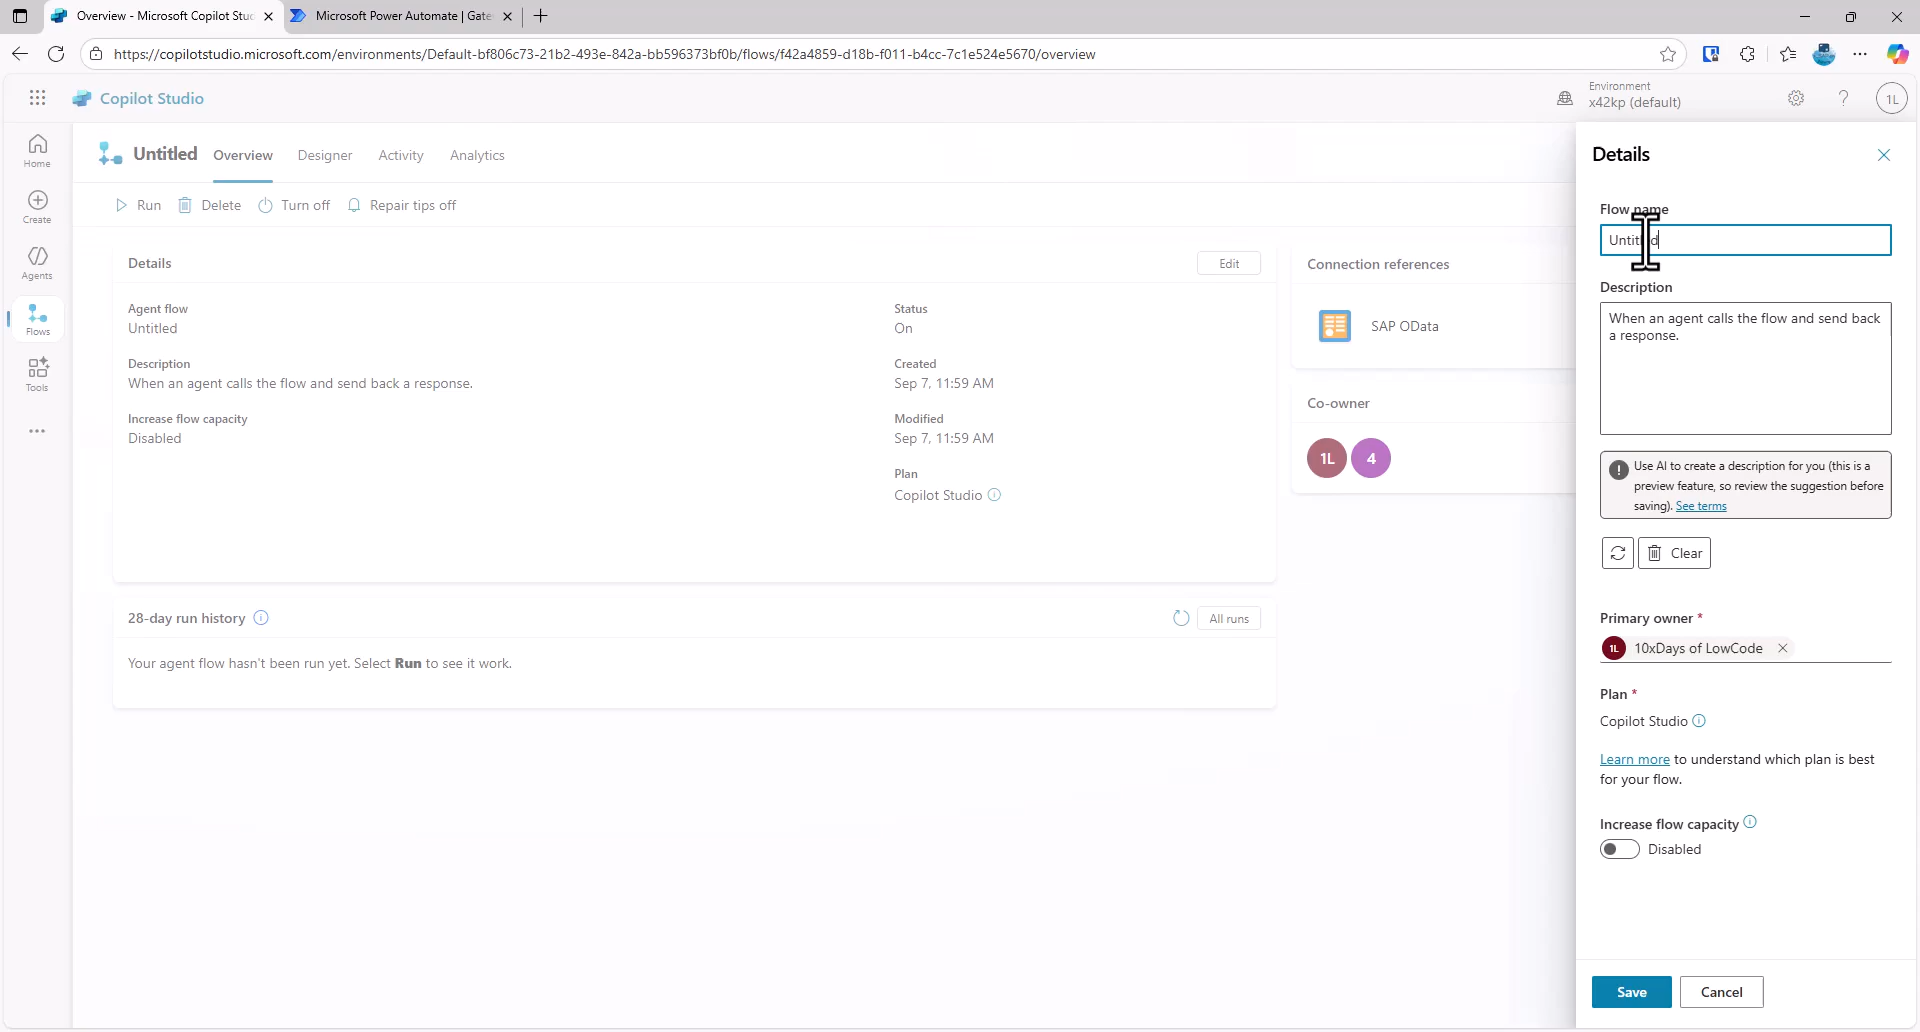 Overview - Microsoft Copilot Stu
Microsoft Power Automate | Gate
https://copilotstudio.microsoft.com/environments/Default-bf806c73-21b2-493e-842a-bb596373bf0b/flows/f42a4859-d18b-f011-b4cc-7c1e524e5670/overview
Copilot Studio
Environment
x42kp (default)
1L
Home
Create
Agents
Flows
Tools
Untitled
Overview
Designer
Activity
Analytics
Run
Delete
Turn off
Repair tips off
Details
Edit
Agent flow
Untitled
Status
On
Description
When an agent calls the flow and send back a response.
Created
Sep 7, 11:59 AM
Increase flow capacity
Disabled
Modified
Sep 7, 11:59 AM
Plan
Copilot Studio
28-day run history
All runs
Your agent flow hasn't been run yet. Select Run to see it work.
Connection references
SAP OData
Co-owner
1L
4
Details
Flow name
Untitled
Description
When an agent calls the flow and send back
a response.
Use AI to create a description for you (this is a
preview feature, so review the suggestion before
saving). See terms
Clear
Primary owner *
1L 10xDays of LowCode
Plan *
Copilot Studio
Learn more to understand which plan is best
for your flow.
Increase flow capacity
Disabled
Save
Cancel